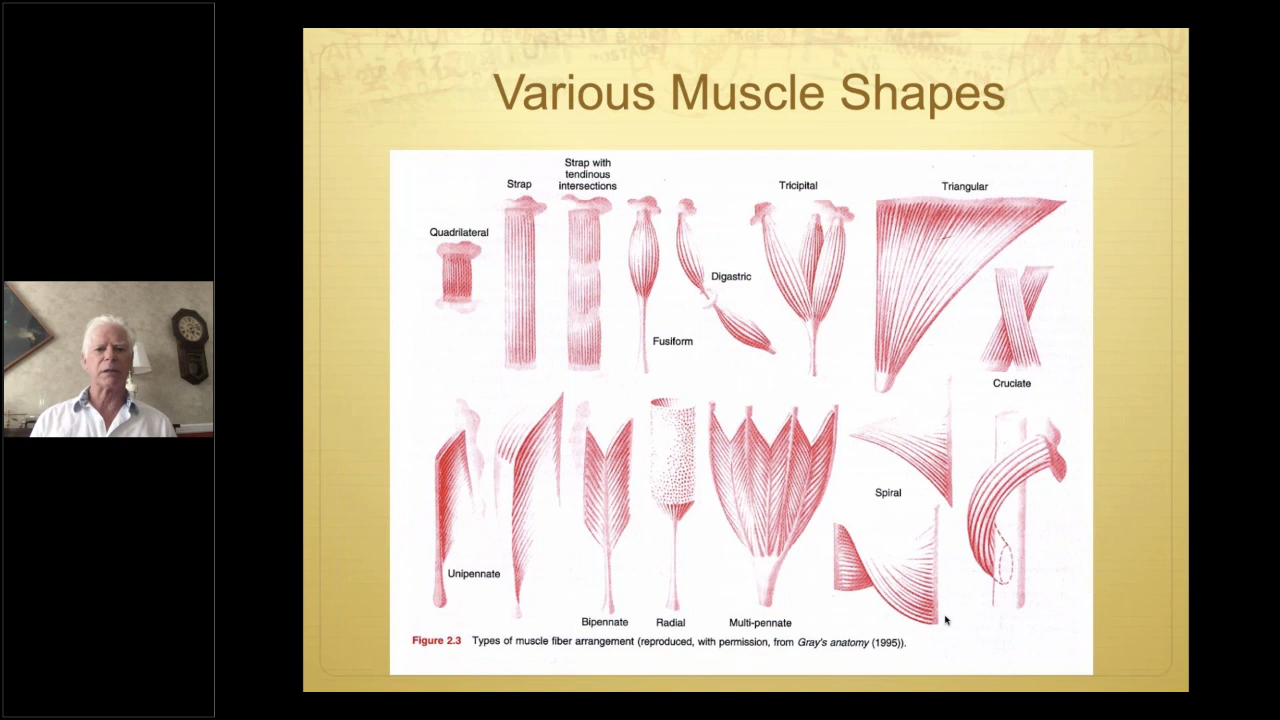 Various Muscle Shapes
Strap with
tendinous
intersections
Strap
Tricipital
Triangular
Quadrilateral
Digastric
Fusiform
Cruciate
Spiral
Unipennate
Bipennate
Radial
Multi-pennate
Figure 2.3 Types of muscle fiber arrangement (reproduced, with permission, from Gray's anatomy (1995)).